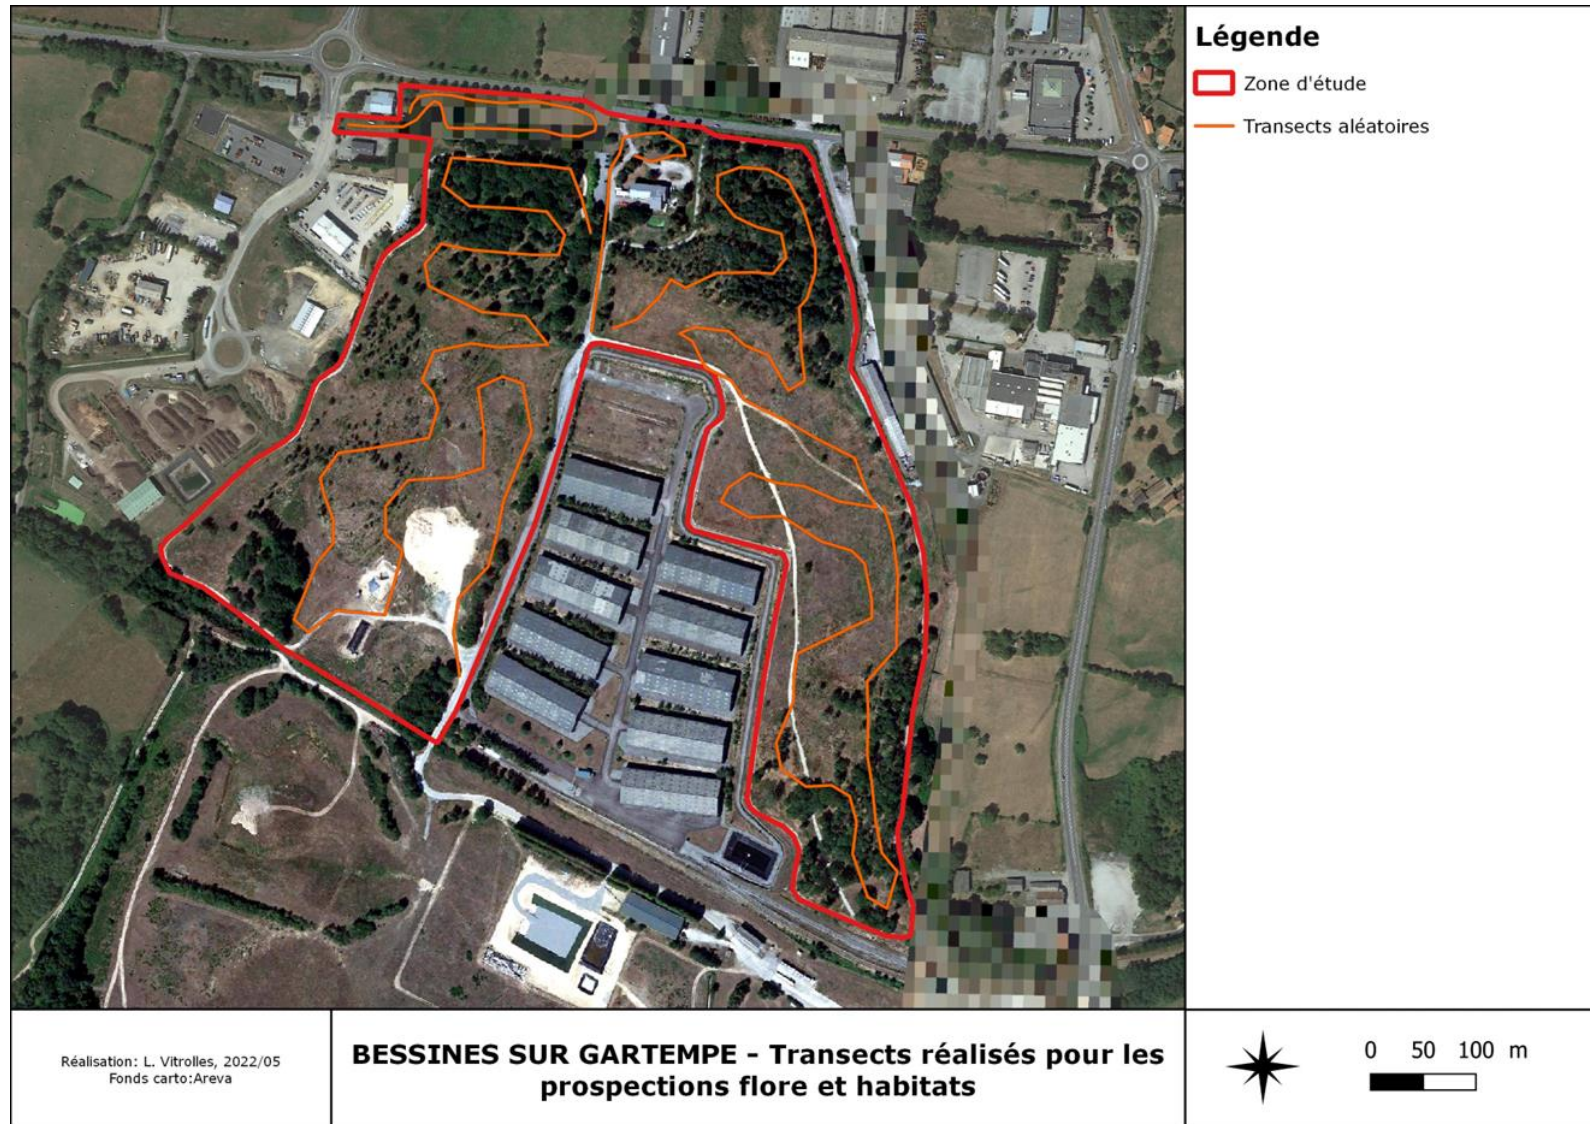 Légende
Zone d'étude
Transects aléatoires
Réalisation: L. Vitrolles, 2022/05
Fonds carto:Areva
BESSINES SUR GARTEMPE - Transects réalisés pour les
prospections flore et habitats
0 50 100 m